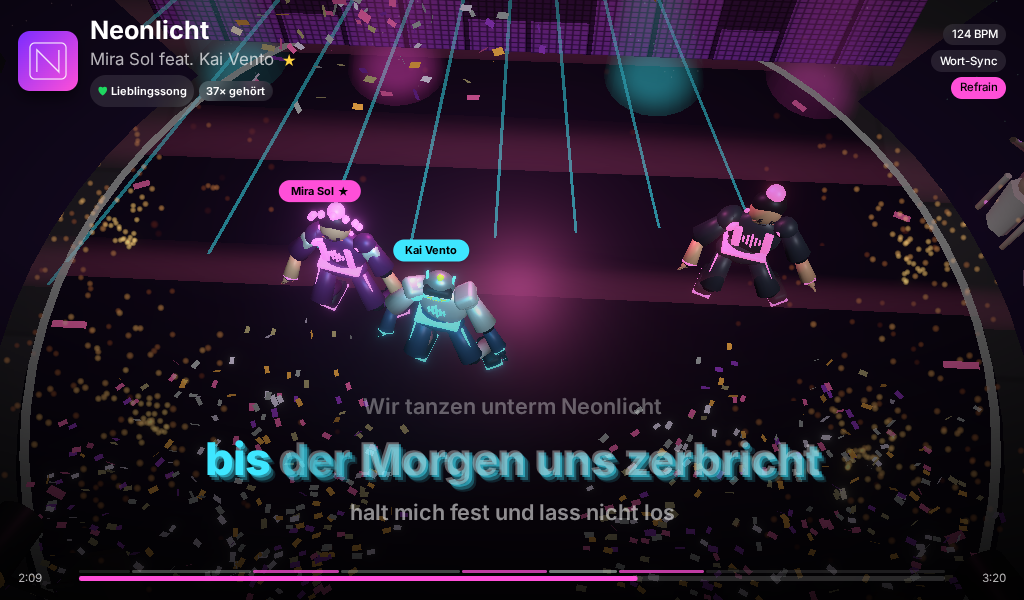 N
Neonlicht
Mira Sol feat. Kai Vento ★
♥ Lieblingssong
37× gehört
124 BPM
Wort-Sync
Refrain
Mira Sol ★
Kai Vento
Wir tanzen unterm Neonlicht
bis der Morgen uns zerbricht
halt mich fest und lass nicht los
2:09
3:20